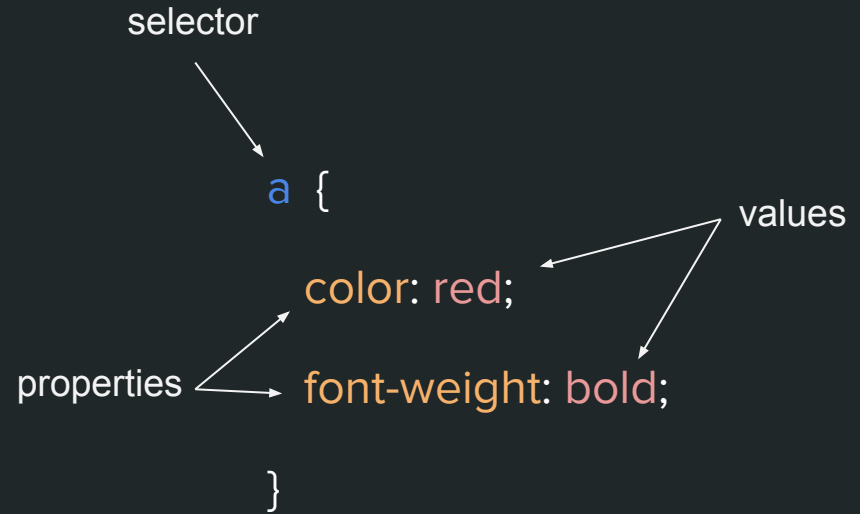 selector
a {
values
color: red;
properties
font-weight: bold;
}